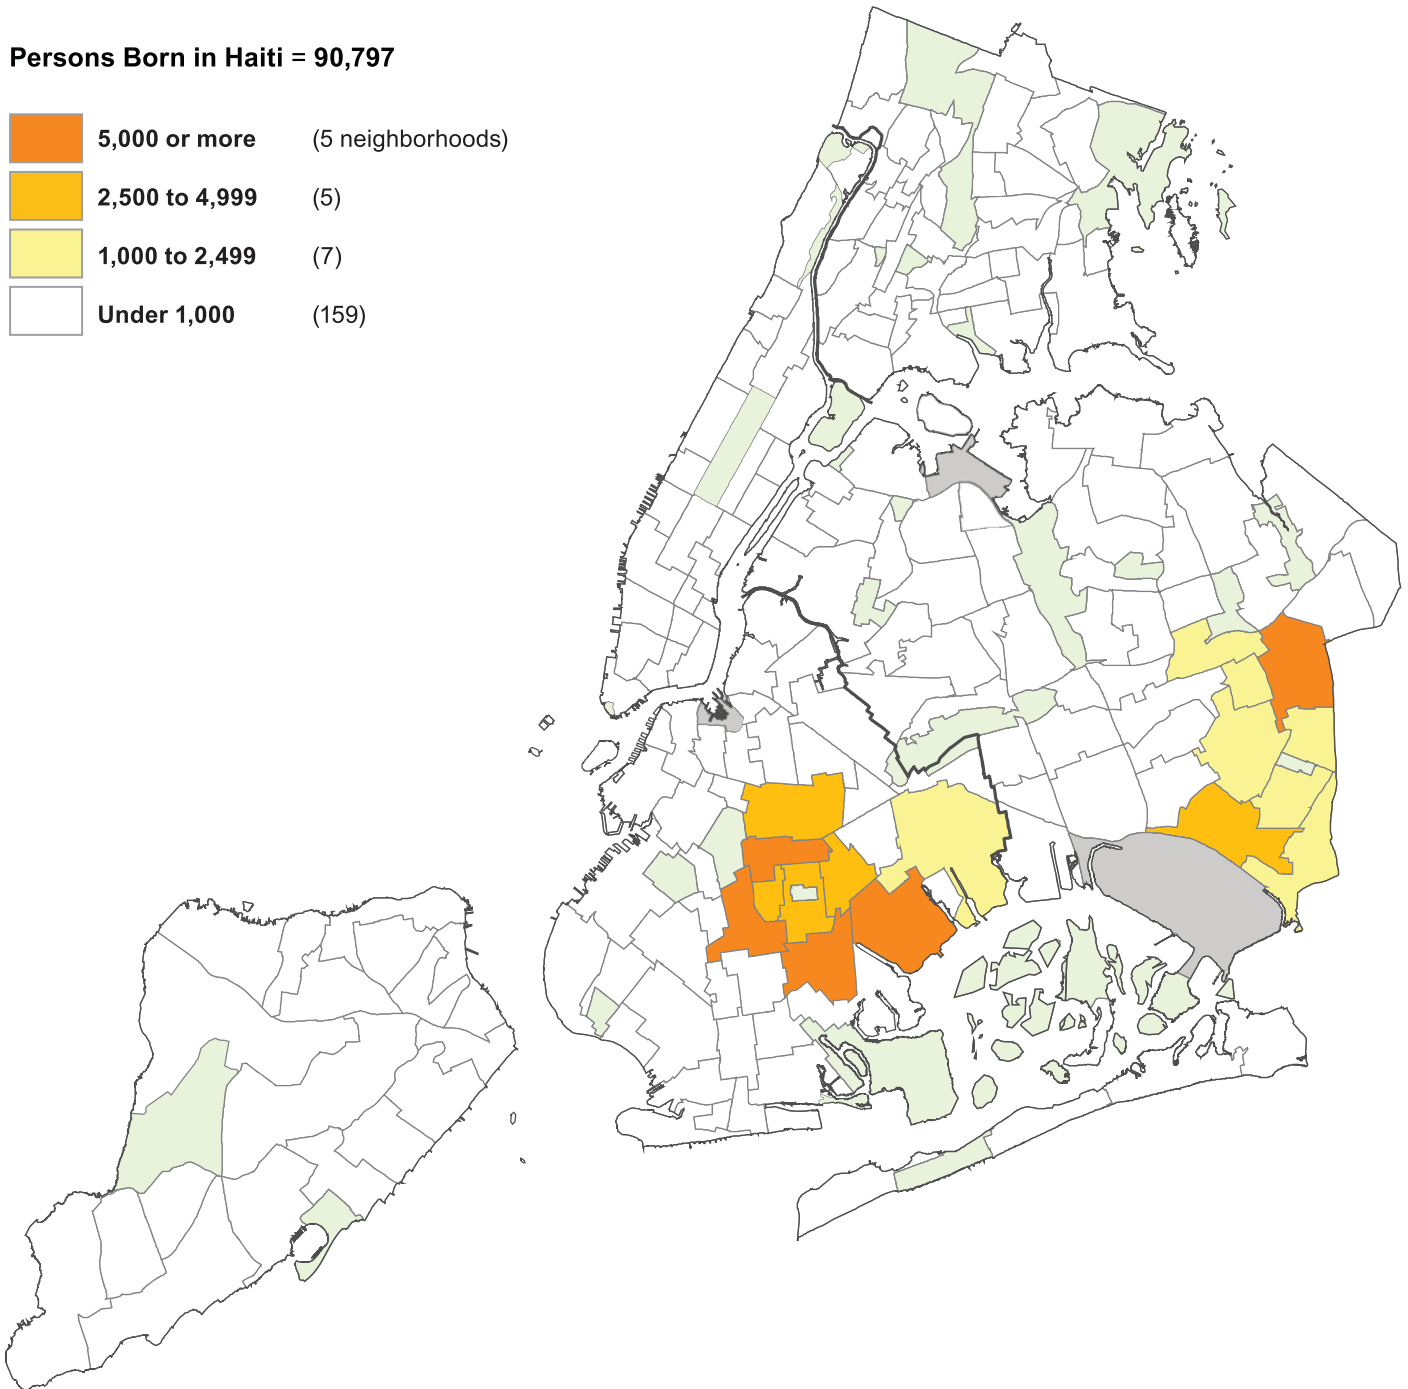 Persons Born in Haiti = 90,797
5,000 or more (5 neighborhoods)
2,500 to 4,999 (5)
1,000 to 2,499 (7)
Under 1,000 (159)